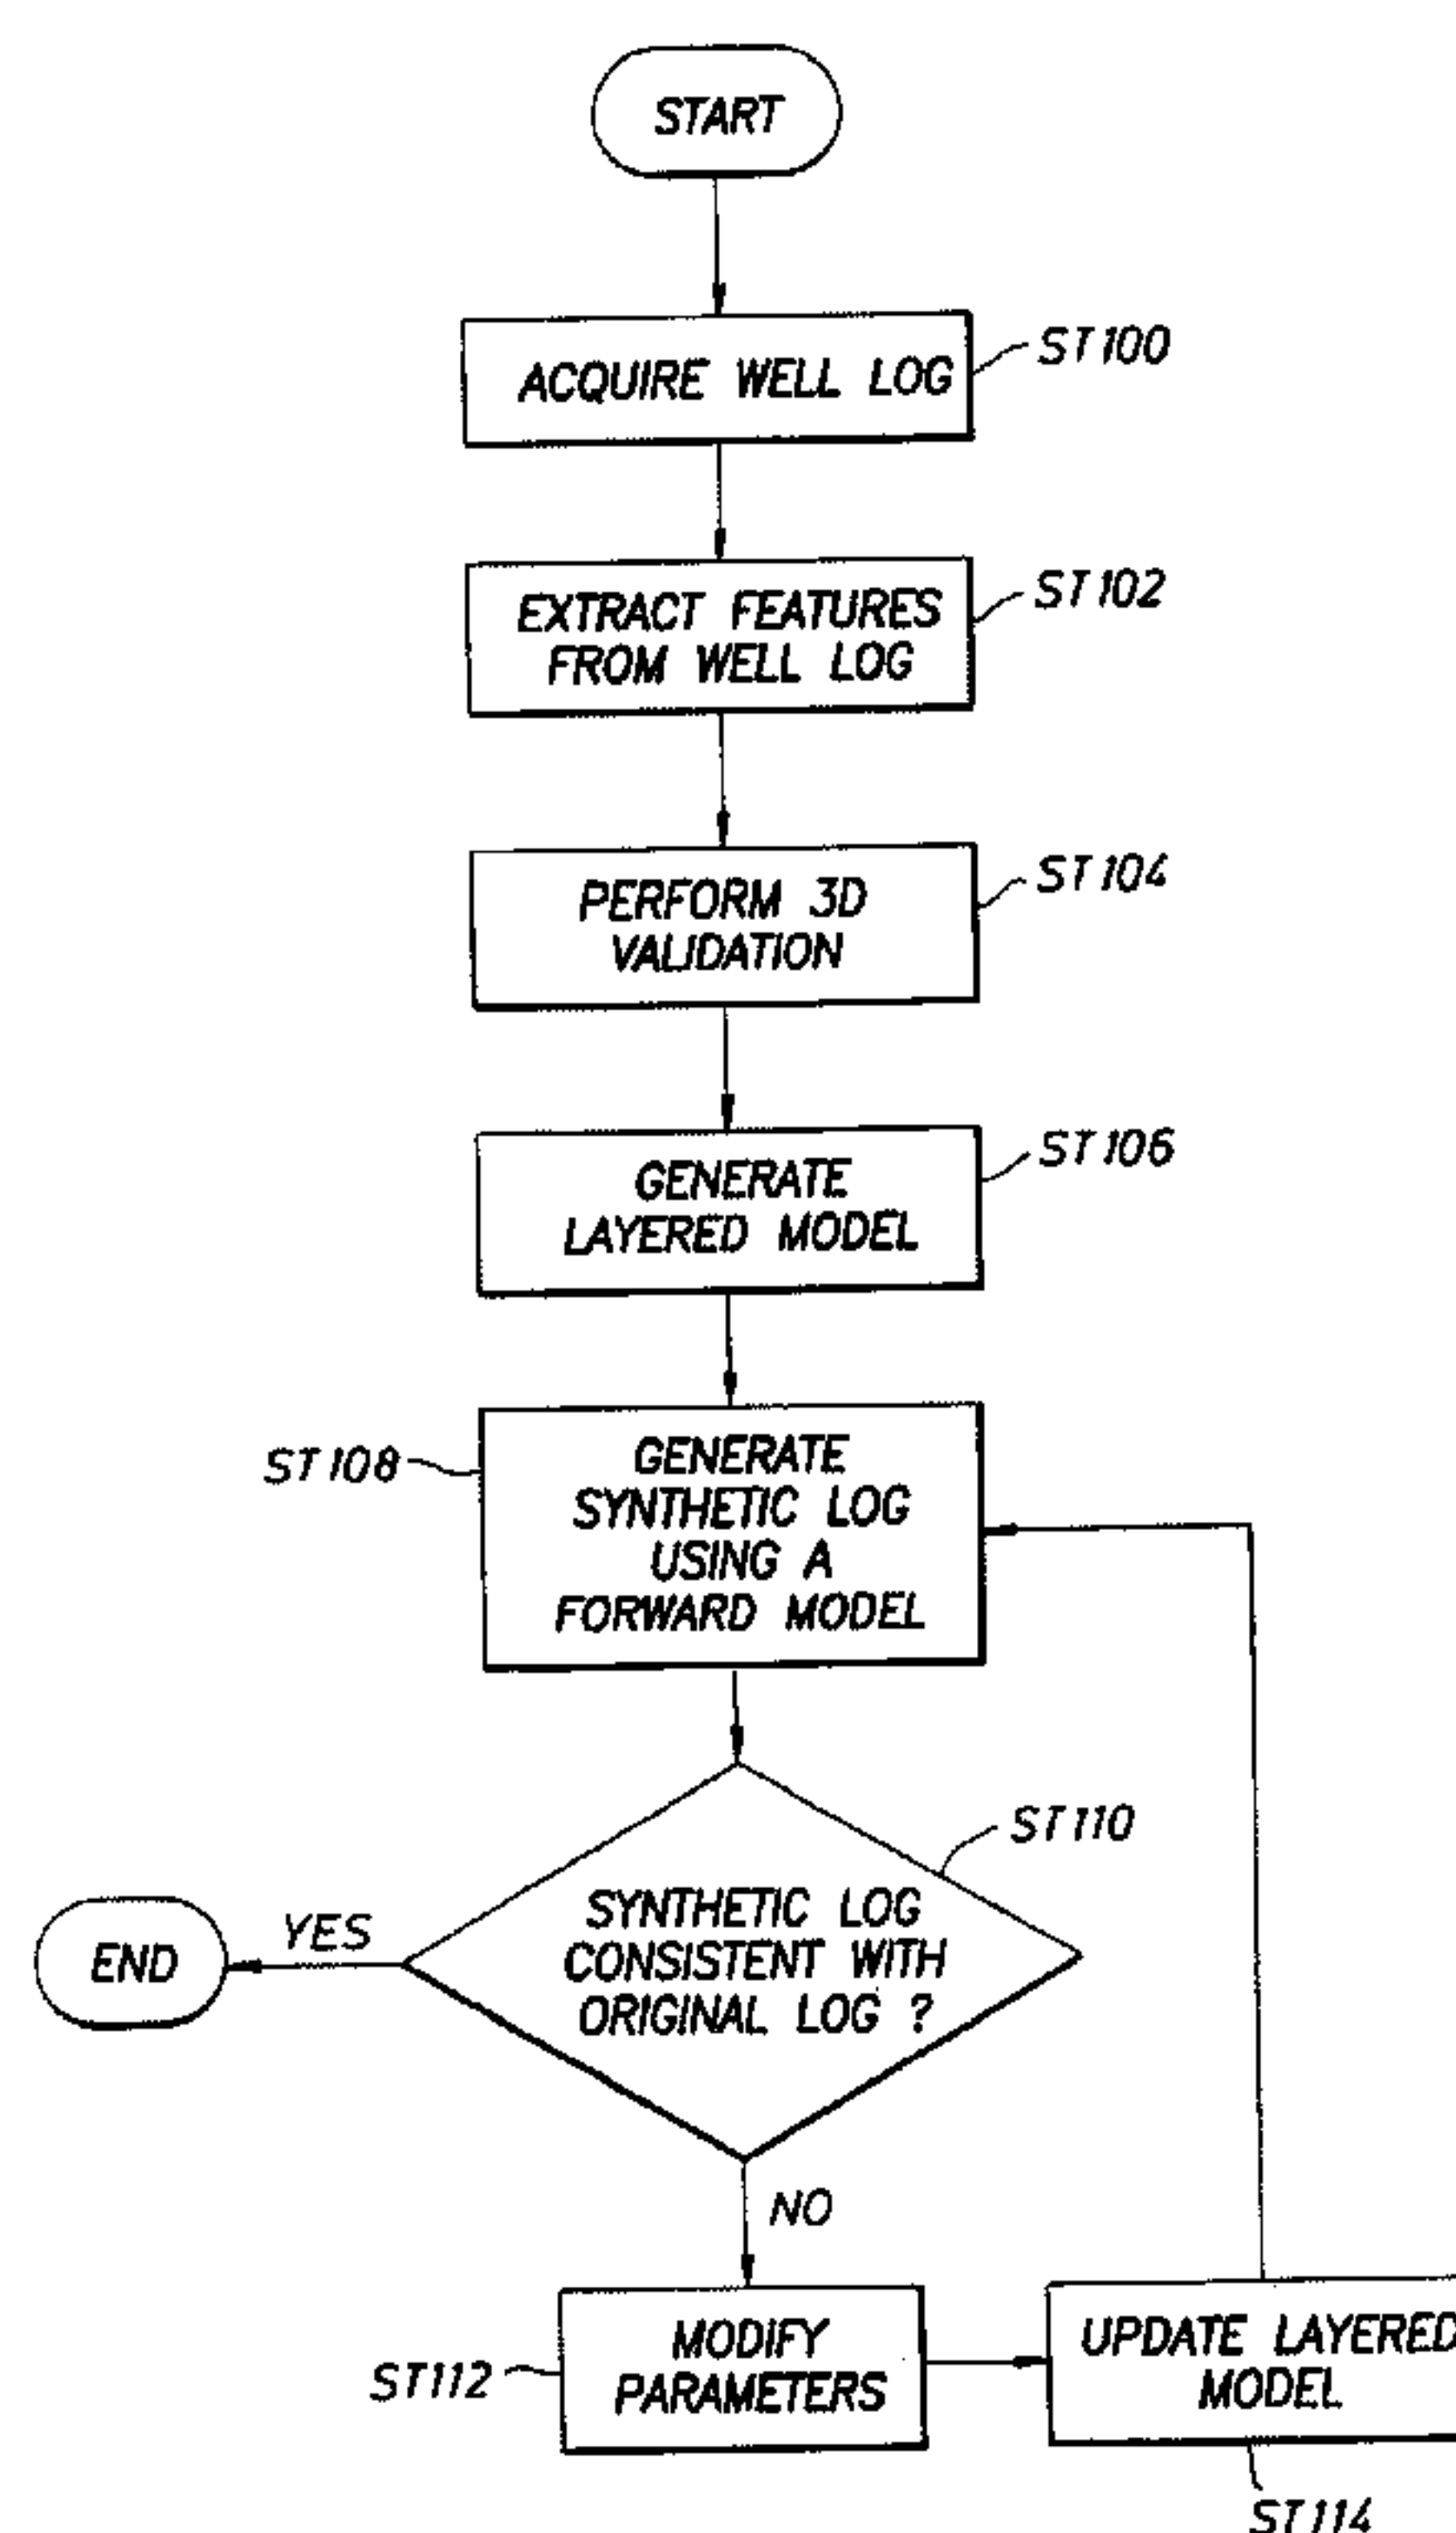 START
ACQUIRE WELL LOG
ST100
EXTRACT FEATURES
FROM WELL LOG
ST102
PERFORM 3D
VALIDATION
ST104
GENERATE
LAYERED MODEL
ST106
ST108
GENERATE
SYNTHETIC LOG
USING A
FORWARD MODEL
ST110
SYNTHETIC LOG
CONSISTENT WITH
ORIGINAL LOG ?
YES
END
NO
ST112
MODIFY
PARAMETERS
UPDATE LAYERED
MODEL
ST114